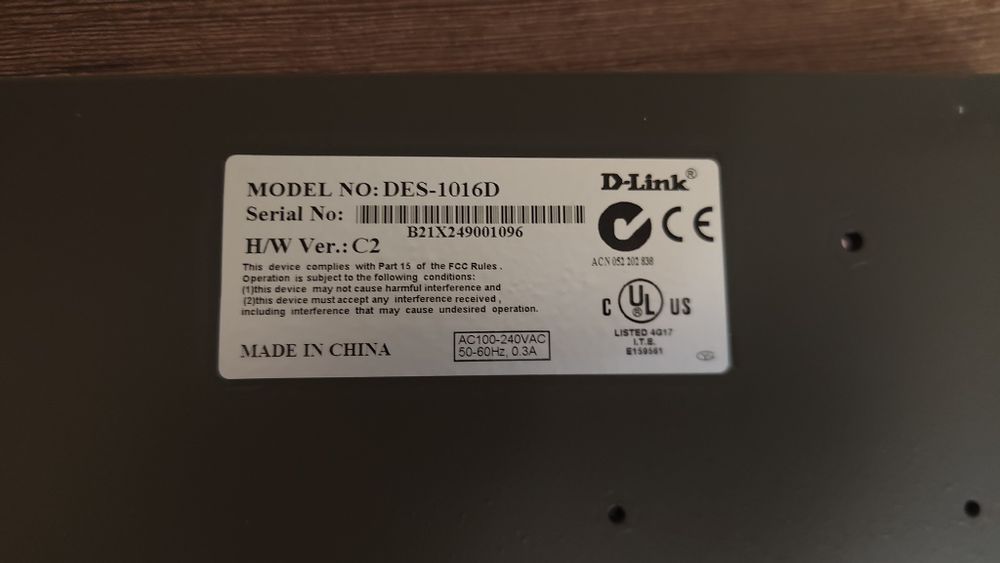 MODEL NO: DES-1016D
Serial No:
B21X249001096
H/W Ver.: C2
This device complies with Part 15 of the FCC Rules.
Operation is subject to the following conditions:
(1)this device may not cause harmful interference and
(2)this device must accept any interference received,
including interference that may cause undesired operation.
MADE IN CHINA
AC100-240VAC
50-60Hz, 0.3A
D-Link®
CE
ACN 052 202 838
C UL® US
LISTED 4G17
I.T.E.
E159561